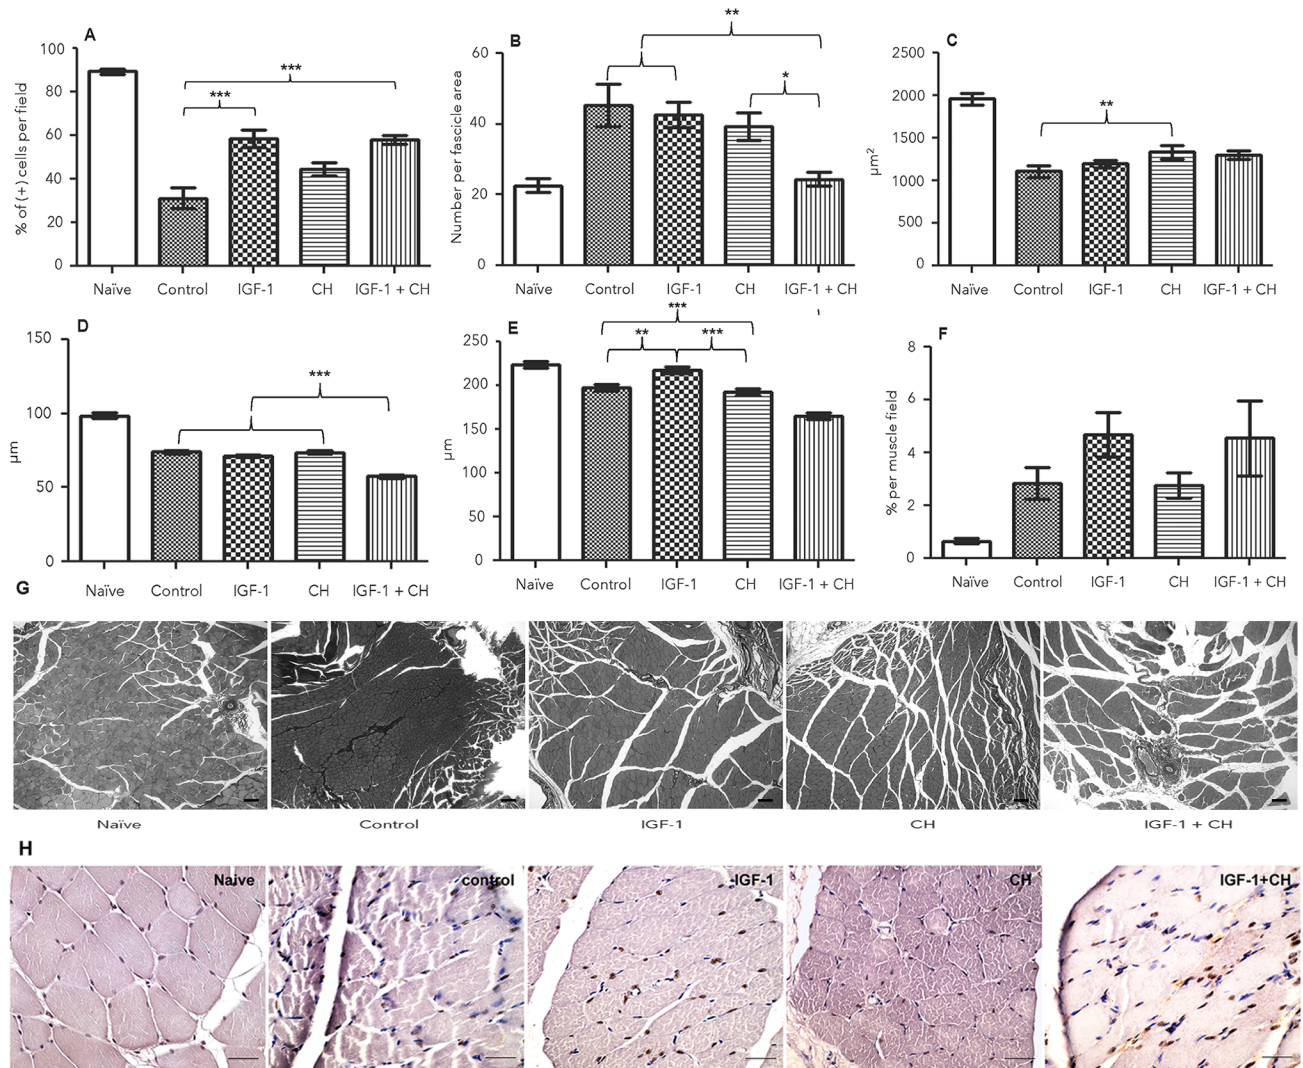 A
% of (+) cells per field
100
80
60
40
20
0
***
***
Naïve Control IGF-1 CH IGF-1 + CH
B
Number per fascicle area
60
40
20
0
**
*
Naïve Control IGF-1 CH IGF-1 + CH
C
µm2
2500
2000
1500
1000
500
0
**
Naïve Control IGF-1 CH IGF-1 + CH
D
µm
150
100
50
0
***
Naïve Control IGF-1 CH IGF-1 + CH
E
µm
250
200
150
100
50
0
***
** ***
Naïve Control IGF-1 CH IGF-1 + CH
F
% per muscle field
8
6
4
2
0
Naïve Control IGF-1 CH IGF-1 + CH
G
Naïve Control IGF-1 CH IGF-1 + CH
H
Naive control IGF-1 CH IGF-1+CH